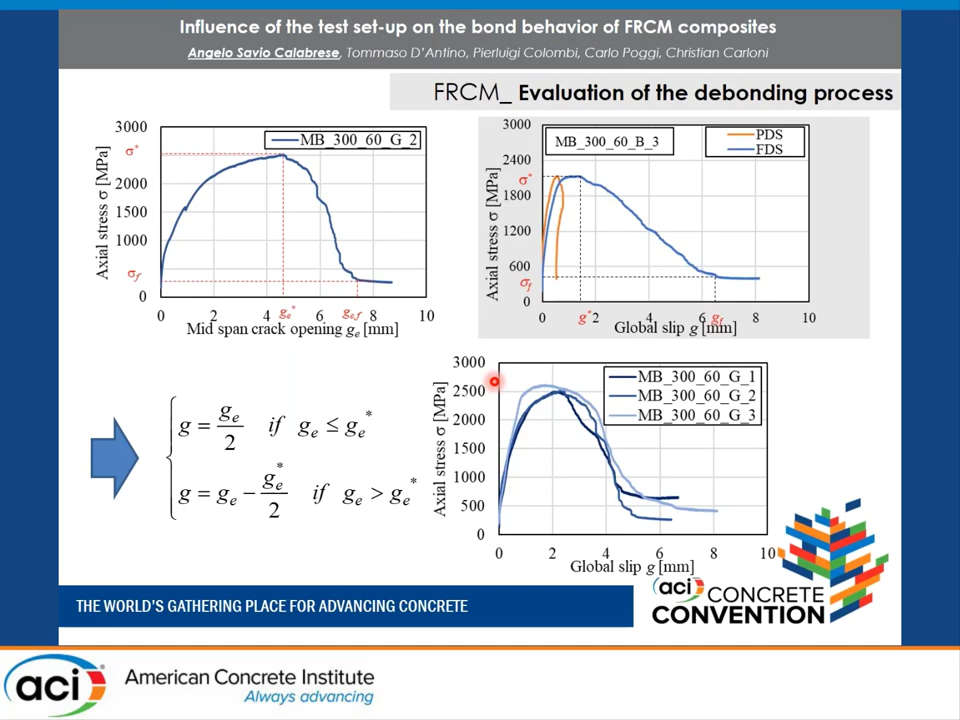 Influence of the test set-up on the bond behavior of FRCM composites
Angelo Savio Calabrese, Tommaso D'Antino, Pierluigi Colombi, Carlo Poggi, Christian Carloni
FRCM_ Evaluation of the debonding process
3000
MB_300_60_G_2
σ*
2000
1500
1000
σf
0
Axial stress σ [MPa]
0 2 4 6 8 10
ge* ge,f
Mid span crack opening ge [mm]
3000
MB_300_60_B_3
PDS
FDS
2400
σ*
1800
1200
600
σf
0
Axial stress σ [MPa]
0 g* 2 4 6 gf 8 10
Global slip g [mm]
g = ge/2 if ge ≤ ge*
g = ge − ge*/2 if ge > ge*
3000
2500
2000
1500
1000
500
0
Axial stress σ [MPa]
MB_300_60_G_1
MB_300_60_G_2
MB_300_60_G_3
0 2 4 6 8 10
Global slip g [mm]
THE WORLD'S GATHERING PLACE FOR ADVANCING CONCRETE
aci CONCRETE
CONVENTION
aci
American Concrete Institute
Always advancing